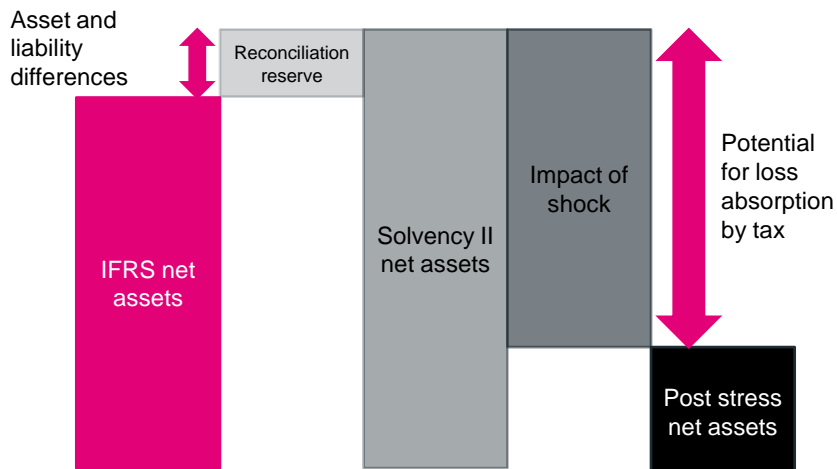 Asset and
liability
differences
Reconciliation
reserve
IFRS net
assets
Solvency II
net assets
Impact of
shock
Potential
for loss
absorption
by tax
Post stress
net assets